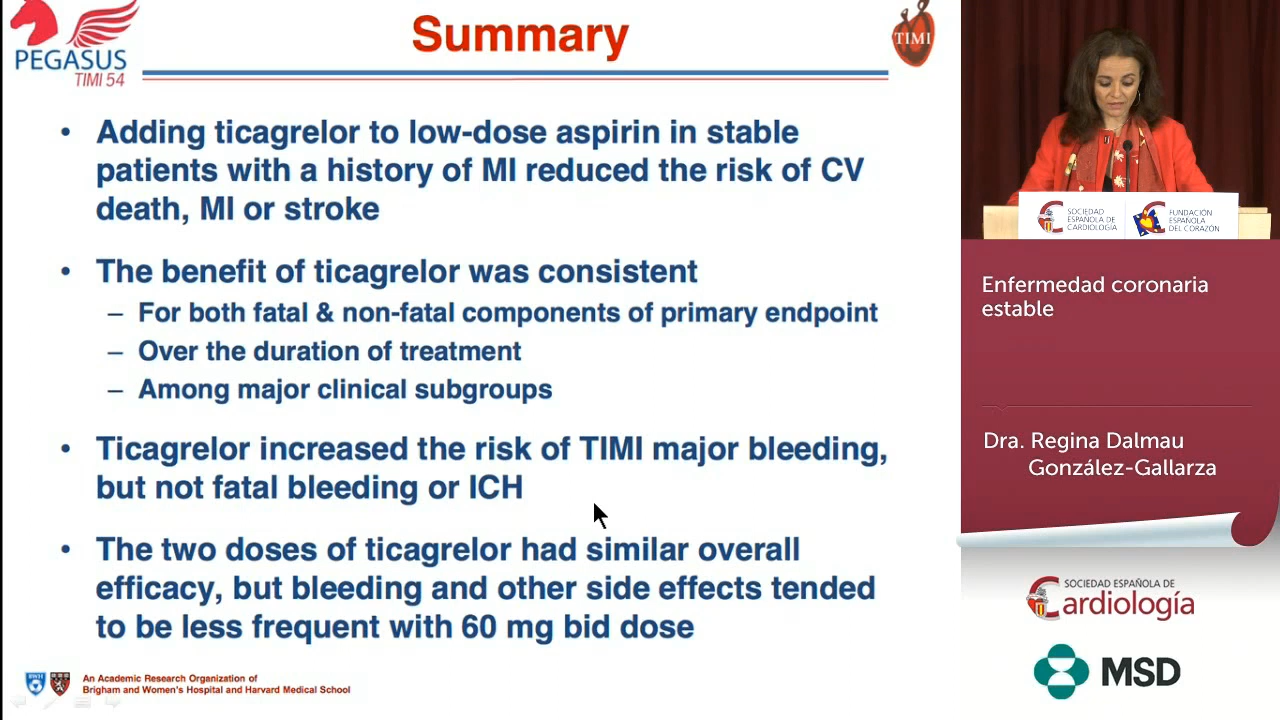 PEGASUS
TIMI 54
Summary
TIMI
• Adding ticagrelor to low-dose aspirin in stable
patients with a history of MI reduced the risk of CV
death, MI or stroke
• The benefit of ticagrelor was consistent
– For both fatal & non-fatal components of primary endpoint
– Over the duration of treatment
– Among major clinical subgroups
• Ticagrelor increased the risk of TIMI major bleeding,
but not fatal bleeding or ICH
• The two doses of ticagrelor had similar overall
efficacy, but bleeding and other side effects tended
to be less frequent with 60 mg bid dose
BWH
An Academic Research Organization of
Brigham and Women's Hospital and Harvard Medical School
SOCIEDAD
ESPAÑOLA DE
CARDIOLOGÍA
FUNDACIÓN
ESPAÑOLA
DEL CORAZÓN
Enfermedad coronaria
estable
Dra. Regina Dalmau
González-Gallarza
SOCIEDAD ESPAÑOLA DE
Cardiología
MSD